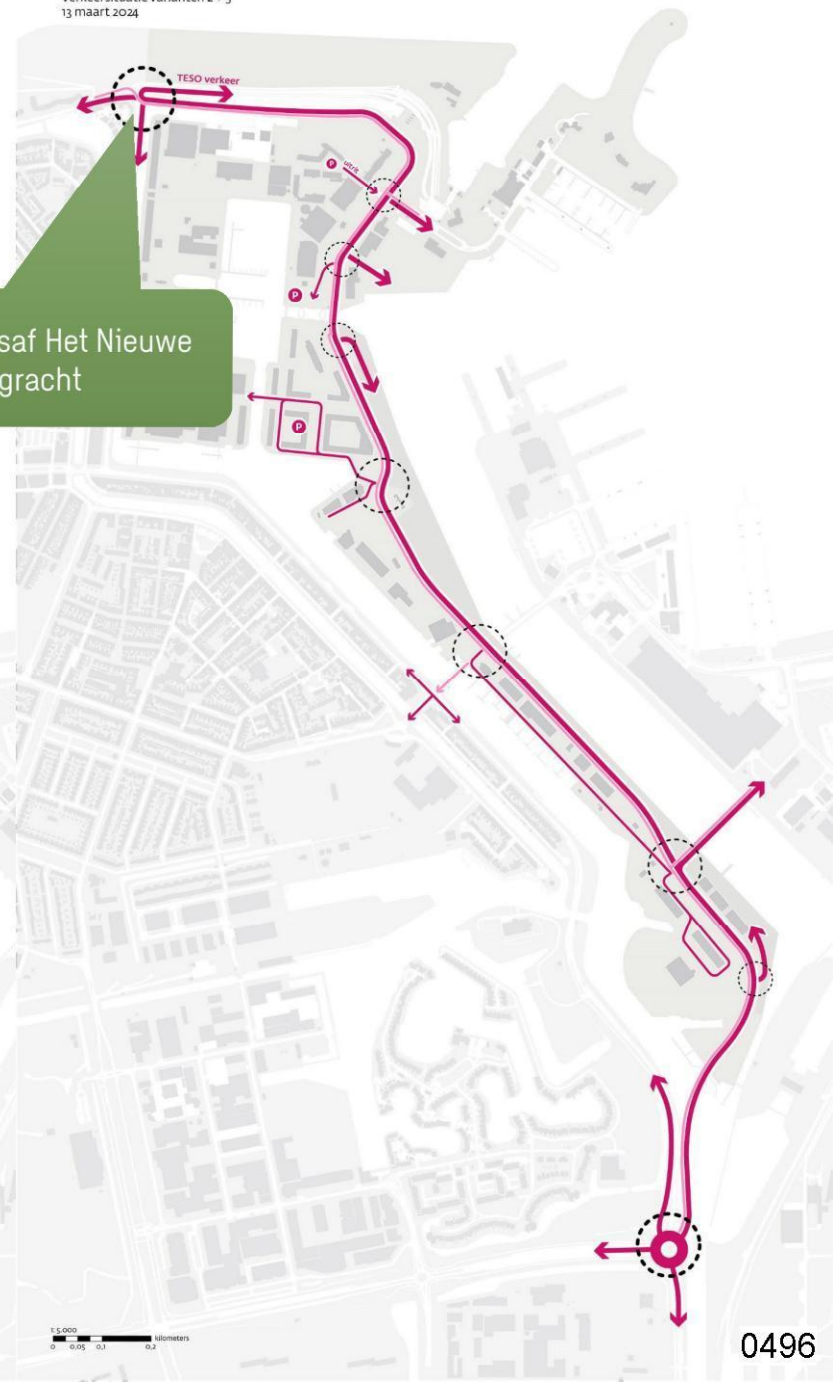 13 maart 2024
TESO verkeer
P
uitrit
P
saf Het Nieuwe
gracht
P
1:5.000
0 0,05 0,1 0,2 kilometers
0496